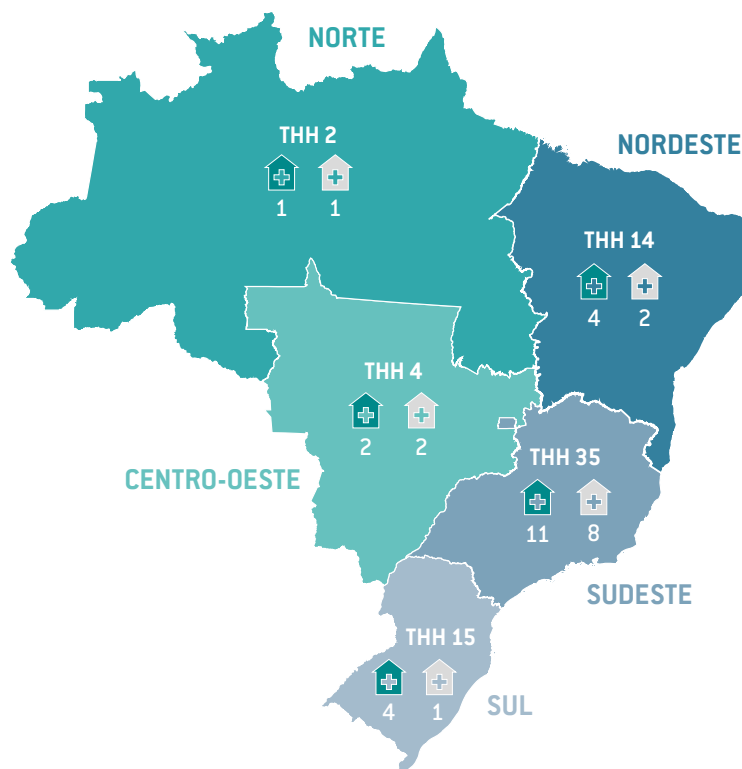 NORTE
THH 2
1 1
NORDESTE
THH 14
4 2
THH 4
2 2
CENTRO-OESTE
THH 35
11 8
SUDESTE
THH 15
4 1
SUL